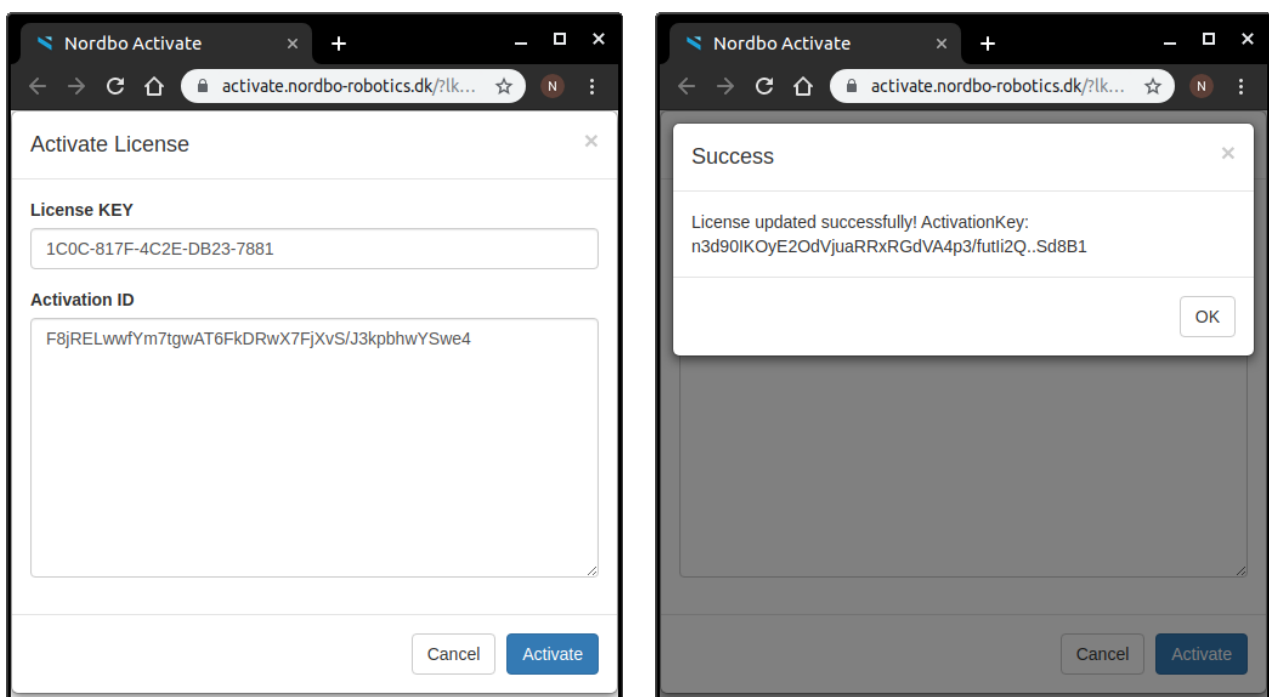 Nordbo Activate
activate.nordbo-robotics.dk/?lk...
N
Activate License
License KEY
1C0C-817F-4C2E-DB23-7881
Activation ID
F8jRELwwfYm7tgwAT6FkDRwX7FjXvS/J3kpbhwYSwe4
Cancel
Activate
Nordbo Activate
activate.nordbo-robotics.dk/?lk...
N
Success
License updated successfully! ActivationKey:
n3d90IKOyE2OdVjuaRRxRGdVA4p3/futIi2Q..Sd8B1
OK
Cancel
Activate